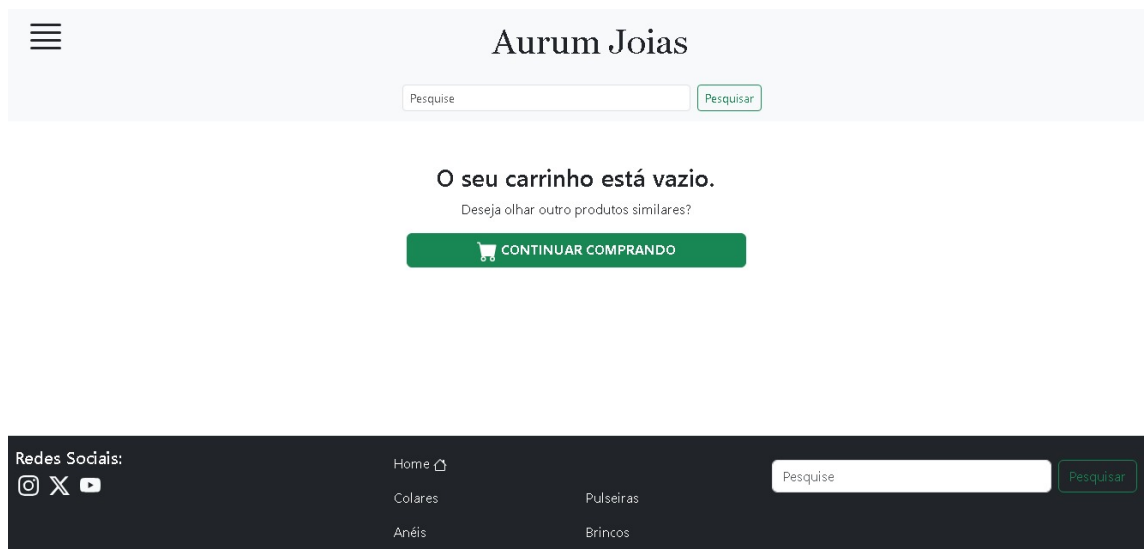 Aurum Joias
Pesquise
Pesquisar
O seu carrinho está vazio.
Deseja olhar outro produtos similares?
CONTINUAR COMPRANDO
Redes Sociais:
Home
Colares
Pulseiras
Anéis
Brincos
Pesquise
Pesquisar